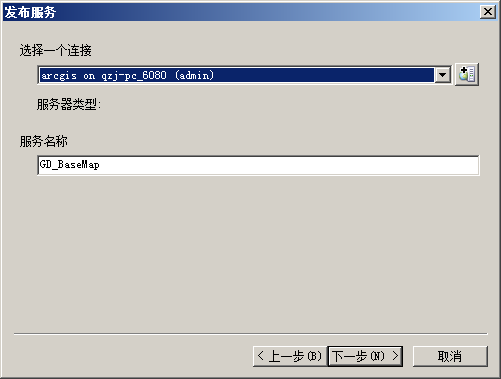 发布服务
选择一个连接
arcgis on qzj-pc_6080 (admin)
服务器类型:
服务名称
GD_BaseMap
< 上一步(B) 下一步(N) > 取消